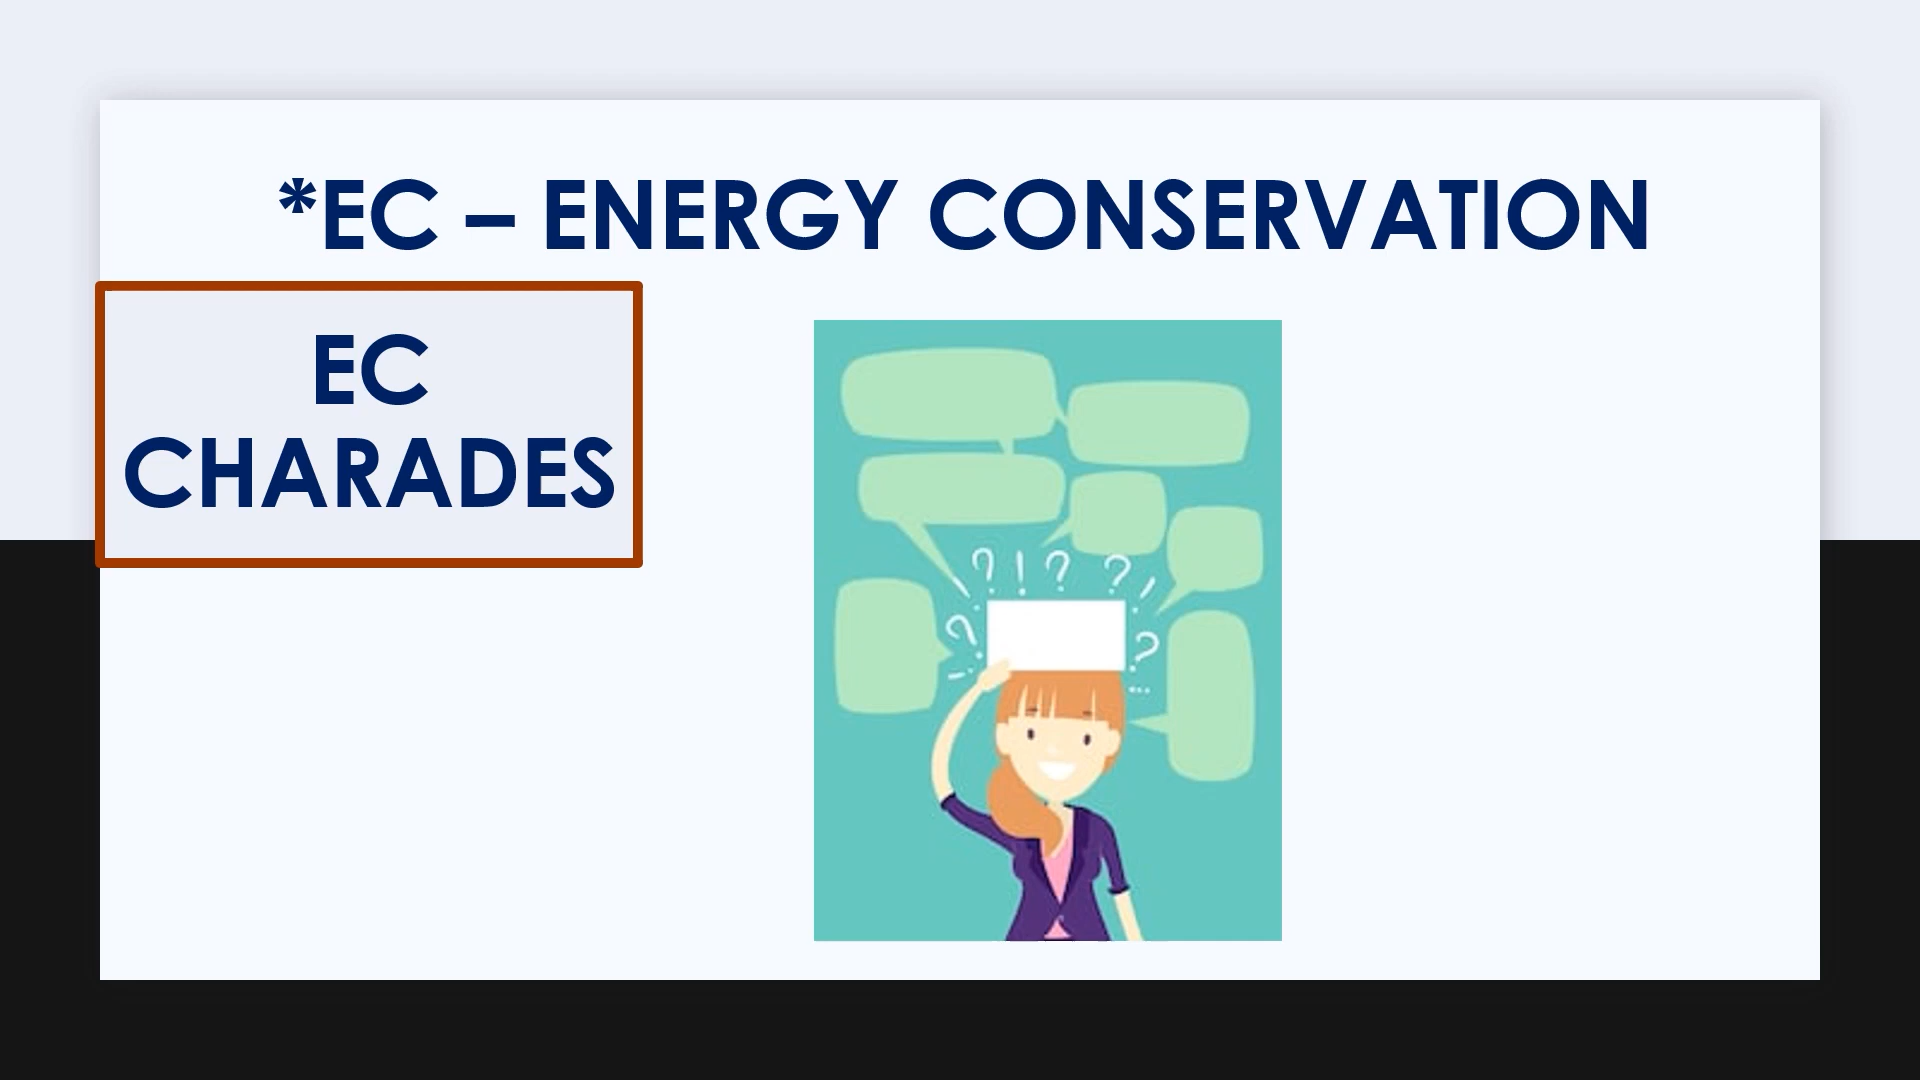 *EC – ENERGY CONSERVATION
EC
CHARADES
? ! ? ?
? ?